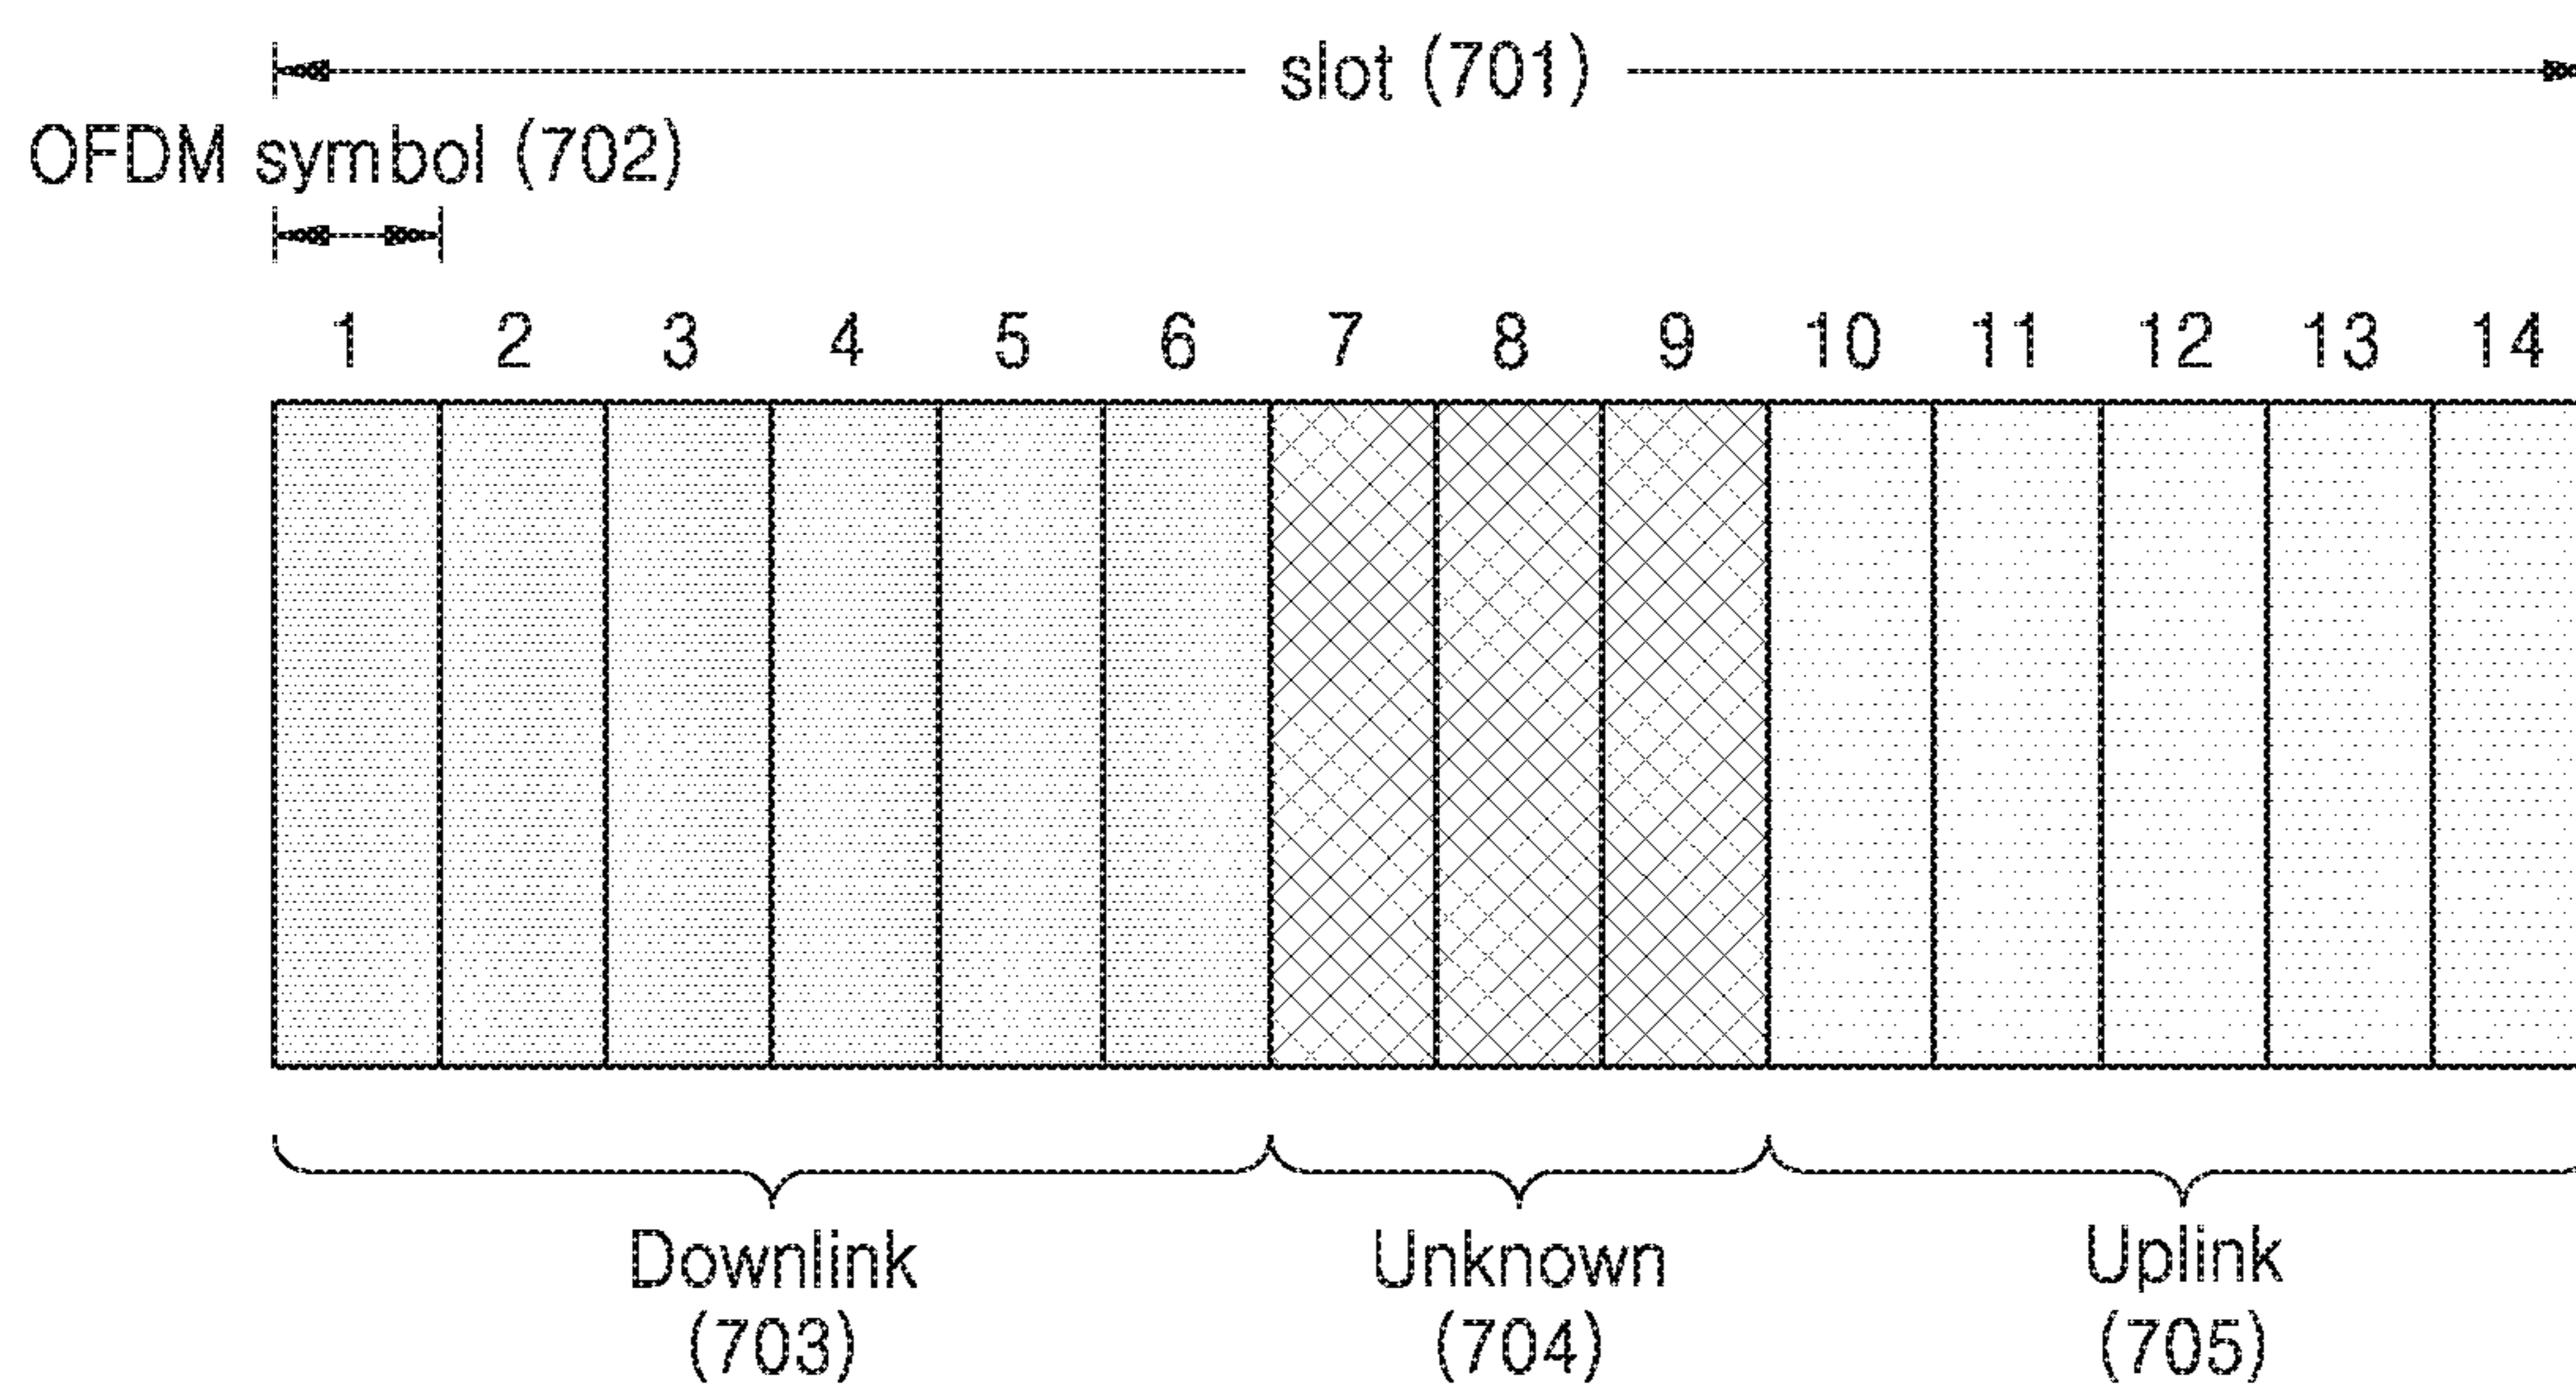 slot (701)
OFDM symbol (702)
1 2 3 4 5 6 7 8 9 10 11 12 13 14
Downlink Unknown Uplink
(703) (704) (705)